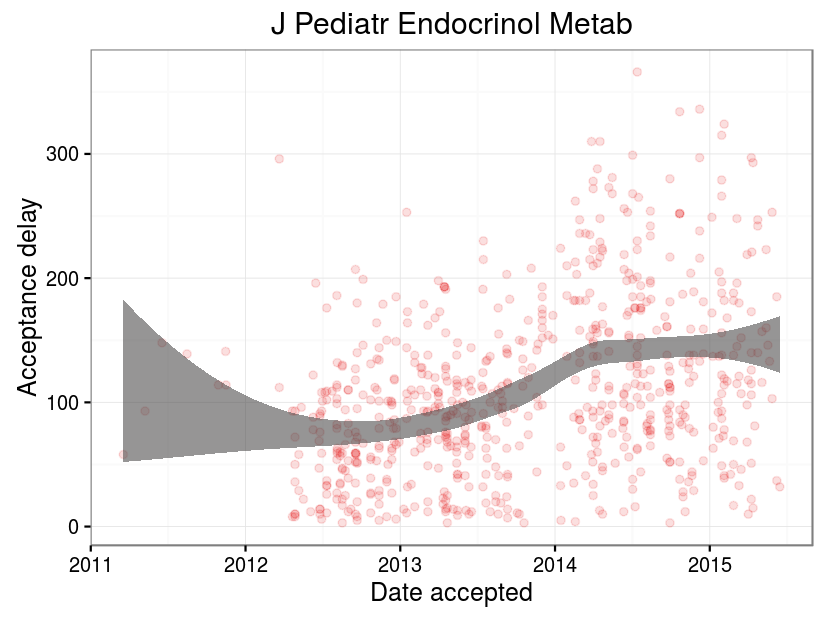 J Pediatr Endocrinol Metab
Acceptance delay
300
200
100
0
2011 2012 2013 2014 2015
Date accepted